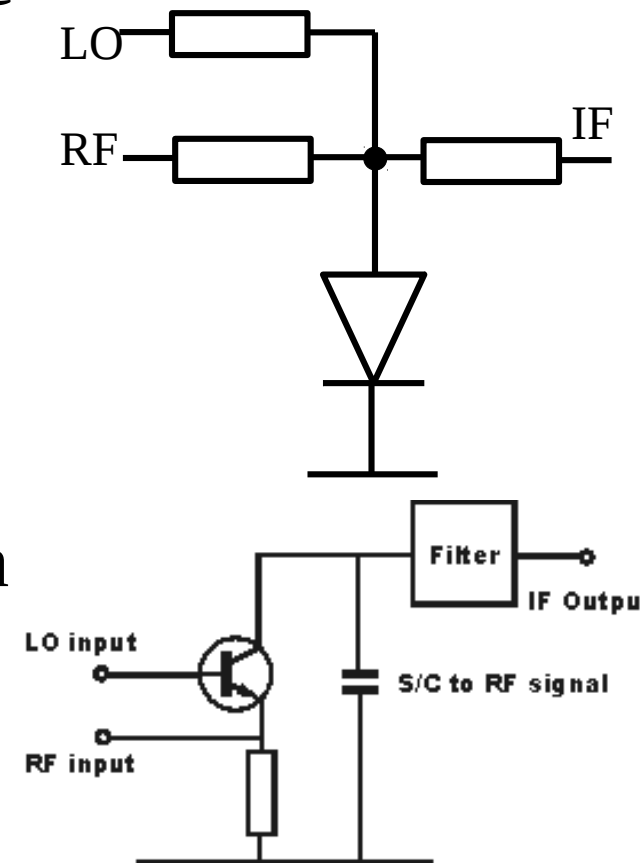 LO
RF
IF
Filter
IF Outpu
LO input
S/C to RF signal
RF input
n